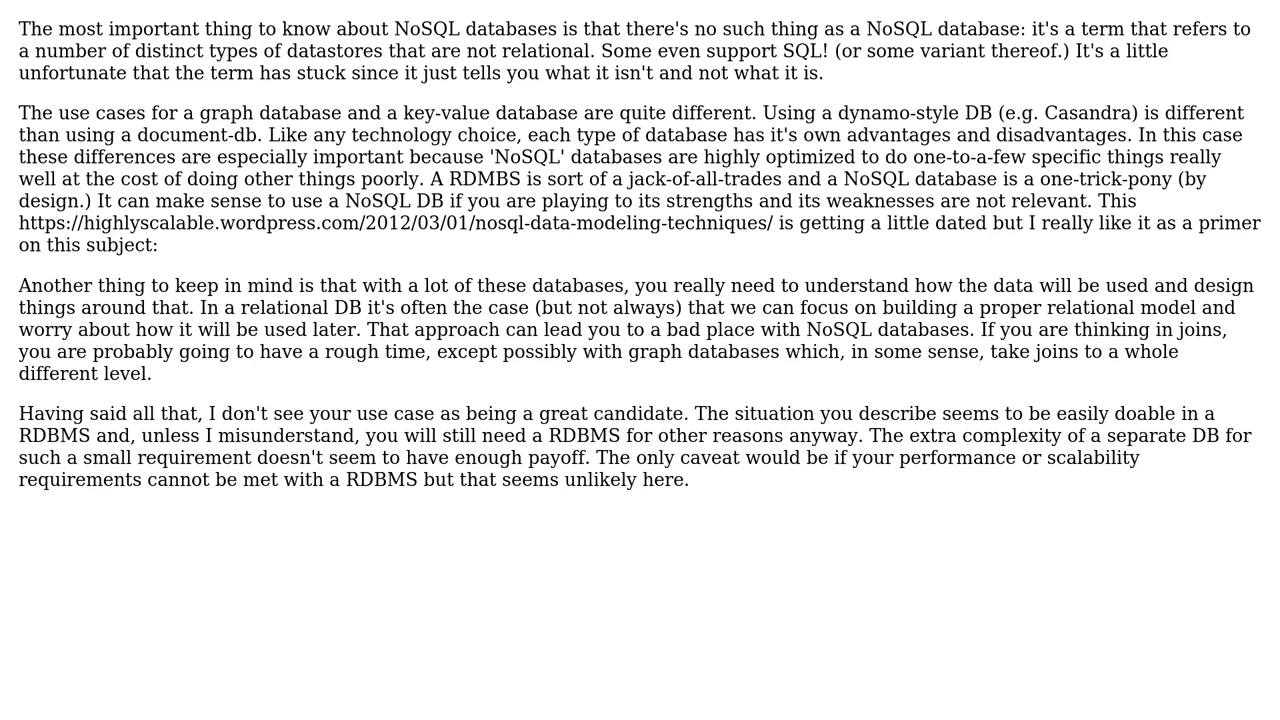 The most important thing to know about NoSQL databases is that there's no such thing as a NoSQL database: it's a term that refers to
a number of distinct types of datastores that are not relational. Some even support SQL! (or some variant thereof.) It's a little
unfortunate that the term has stuck since it just tells you what it isn't and not what it is.
The use cases for a graph database and a key-value database are quite different. Using a dynamo-style DB (e.g. Casandra) is different
than using a document-db. Like any technology choice, each type of database has it's own advantages and disadvantages. In this case
these differences are especially important because 'NoSQL' databases are highly optimized to do one-to-a-few specific things really
well at the cost of doing other things poorly. A RDMBS is sort of a jack-of-all-trades and a NoSQL database is a one-trick-pony (by
design.) It can make sense to use a NoSQL DB if you are playing to its strengths and its weaknesses are not relevant. This
https://highlyscalable.wordpress.com/2012/03/01/nosql-data-modeling-techniques/ is getting a little dated but I really like it as a primer
on this subject:
Another thing to keep in mind is that with a lot of these databases, you really need to understand how the data will be used and design
things around that. In a relational DB it's often the case (but not always) that we can focus on building a proper relational model and
worry about how it will be used later. That approach can lead you to a bad place with NoSQL databases. If you are thinking in joins,
you are probably going to have a rough time, except possibly with graph databases which, in some sense, take joins to a whole
different level.
Having said all that, I don't see your use case as being a great candidate. The situation you describe seems to be easily doable in a
RDBMS and, unless I misunderstand, you will still need a RDBMS for other reasons anyway. The extra complexity of a separate DB for
such a small requirement doesn't seem to have enough payoff. The only caveat would be if your performance or scalability
requirements cannot be met with a RDBMS but that seems unlikely here.